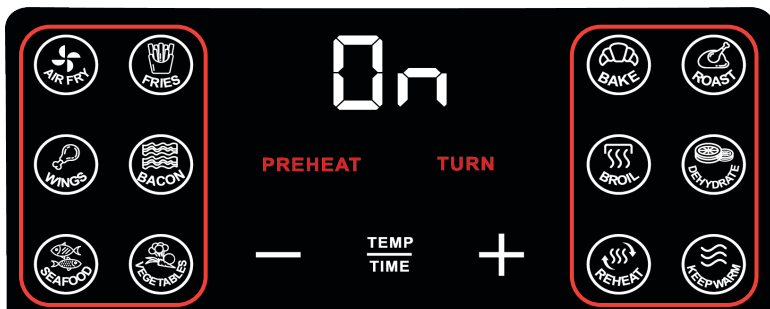 On
AIR FRY
FRIES
WINGS
BACON
SEAFOOD
VEGETABLES
PREHEAT
TURN
TEMP
TIME
BAKE
ROAST
BROIL
DEHYDRATE
REHEAT
KEEP WARM